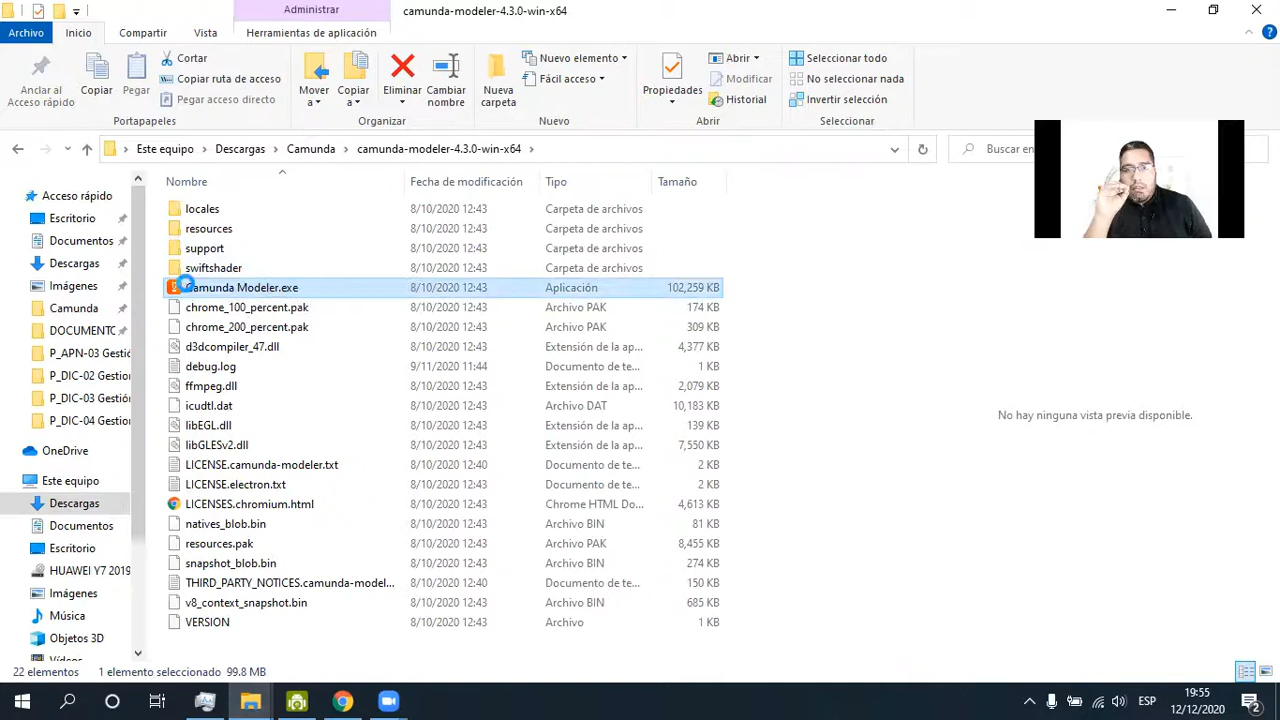 Administrar
camunda-modeler-4.3.0-win-x64
Archivo
Inicio
Compartir
Vista
Herramientas de aplicación
Anclar al Acceso rápido
Copiar
Pegar
Cortar
Copiar ruta de acceso
Pegar acceso directo
Portapapeles
Mover a
Copiar a
Eliminar
Cambiar nombre
Organizar
Nueva carpeta
Nuevo elemento
Fácil acceso
Nuevo
Propiedades
Abrir
Modificar
Historial
Abrir
Seleccionar todo
No seleccionar nada
Invertir selección
Seleccionar
Este equipo > Descargas > Camunda > camunda-modeler-4.3.0-win-x64 >
Buscar en
Acceso rápido
Escritorio
Documentos
Descargas
Imágenes
Camunda
DOCUMENTC
P_APN-03 Gestió
P_DIC-02 Gestion
P_DIC-03 Gestion
P_DIC-04 Gestion
OneDrive
Este equipo
Descargas
Documentos
Escritorio
HUAWEI Y7 2019
Imágenes
Música
Objetos 3D
Vídeos
Nombre Fecha de modificación Tipo Tamaño
locales 8/10/2020 12:43 Carpeta de archivos
resources 8/10/2020 12:43 Carpeta de archivos
support 8/10/2020 12:43 Carpeta de archivos
swiftshader 8/10/2020 12:43 Carpeta de archivos
Camunda Modeler.exe 8/10/2020 12:43 Aplicación 102,259 KB
chrome_100_percent.pak 8/10/2020 12:43 Archivo PAK 174 KB
chrome_200_percent.pak 8/10/2020 12:43 Archivo PAK 309 KB
d3dcompiler_47.dll 8/10/2020 12:43 Extensión de la ap... 4,377 KB
debug.log 9/11/2020 11:44 Documento de te... 1 KB
ffmpeg.dll 8/10/2020 12:43 Extensión de la ap... 2,079 KB
icudtl.dat 8/10/2020 12:43 Archivo DAT 10,183 KB
libEGL.dll 8/10/2020 12:43 Extensión de la ap... 139 KB
libGLESv2.dll 8/10/2020 12:43 Extensión de la ap... 7,550 KB
LICENSE.camunda-modeler.txt 8/10/2020 12:40 Documento de te... 2 KB
LICENSE.electron.txt 8/10/2020 12:43 Documento de te... 2 KB
LICENSES.chromium.html 8/10/2020 12:43 Chrome HTML Do... 4,613 KB
natives_blob.bin 8/10/2020 12:43 Archivo BIN 81 KB
resources.pak 8/10/2020 12:43 Archivo PAK 8,455 KB
snapshot_blob.bin 8/10/2020 12:43 Archivo BIN 274 KB
THIRD_PARTY_NOTICES.camunda-model... 8/10/2020 12:40 Documento de te... 150 KB
v8_context_snapshot.bin 8/10/2020 12:43 Archivo BIN 685 KB
VERSION 8/10/2020 12:43 Archivo 1 KB
No hay ninguna vista previa disponible.
22 elementos 1 elemento seleccionado 99.8 MB
ESP
19:55
12/12/2020
2